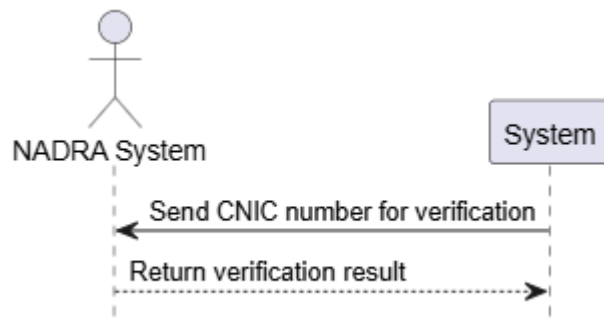 NADRA System
System
Send CNIC number for verification
Return verification result